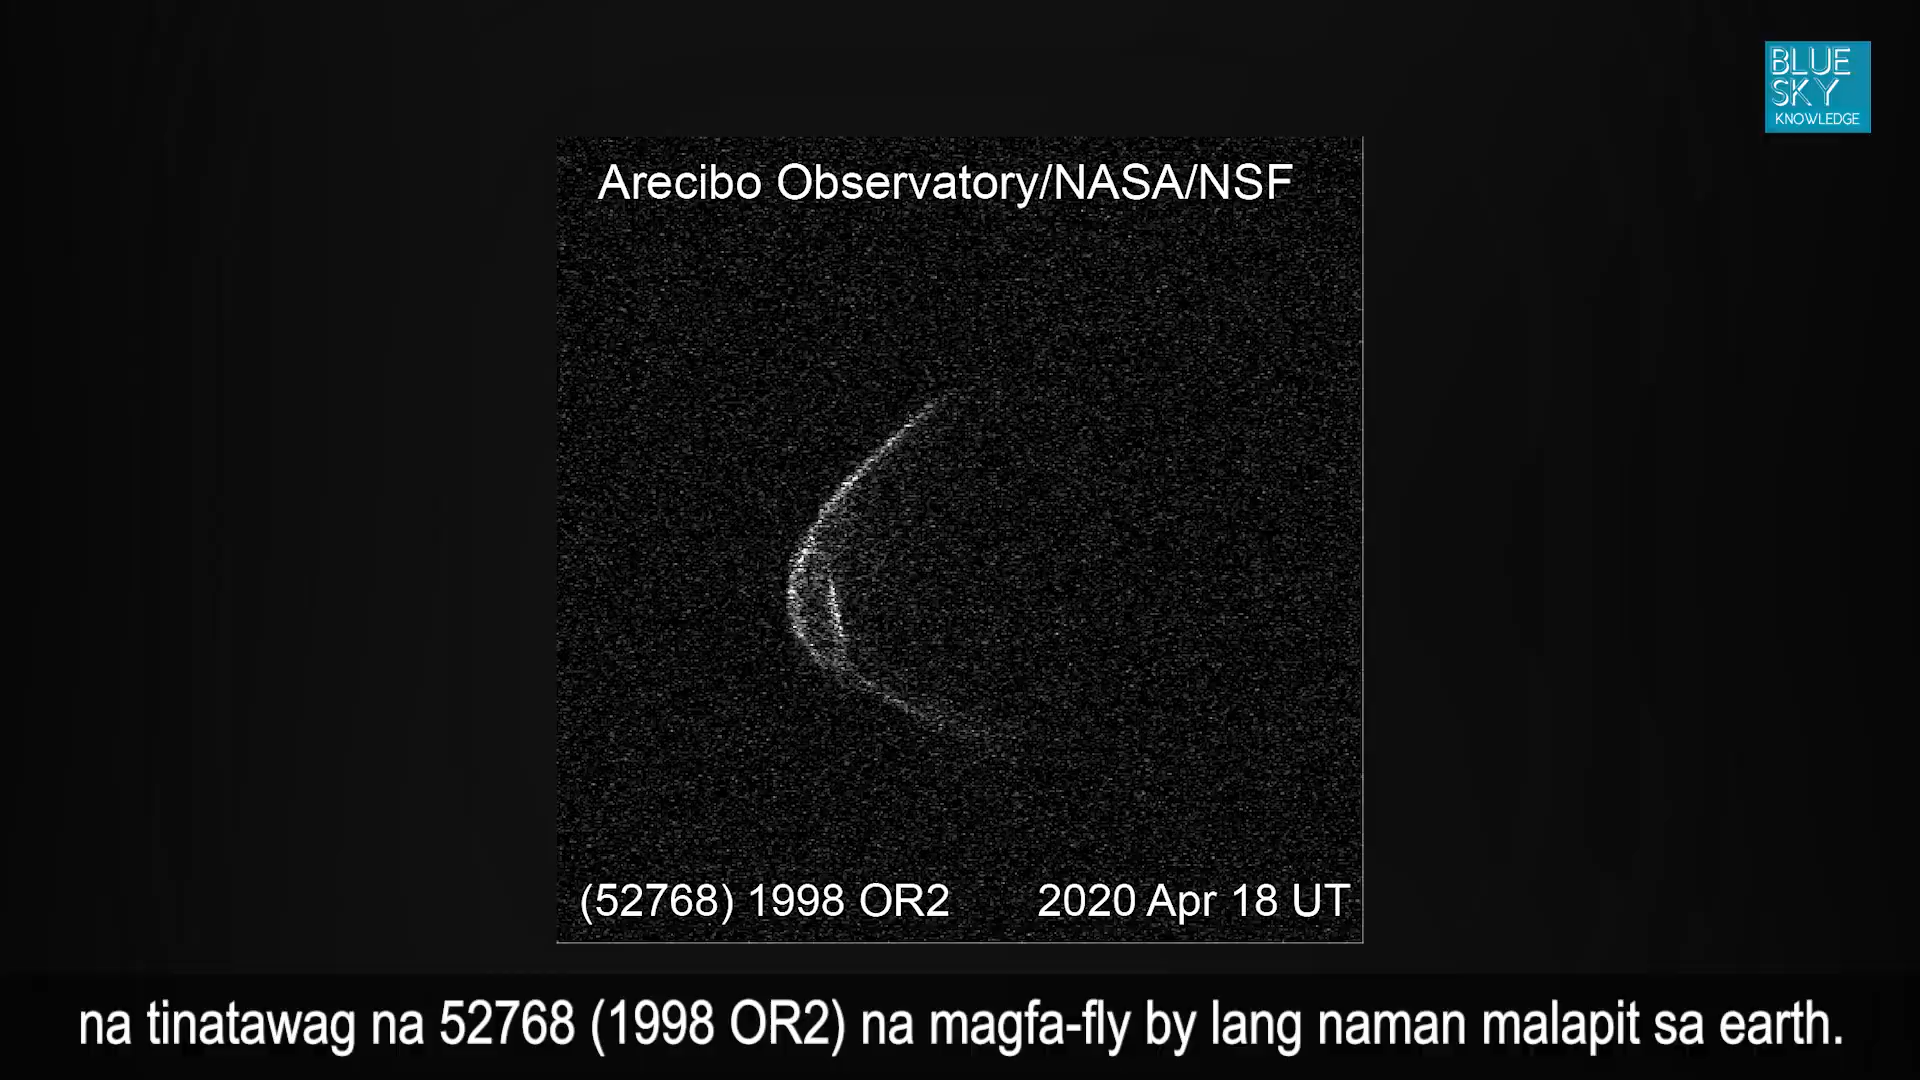 BLUE
SKY
KNOWLEDGE
Arecibo Observatory/NASA/NSF
(52768) 1998 OR2 2020 Apr 18 UT
na tinatawag na 52768 (1998 OR2) na magfa-fly by lang naman malapit sa earth.